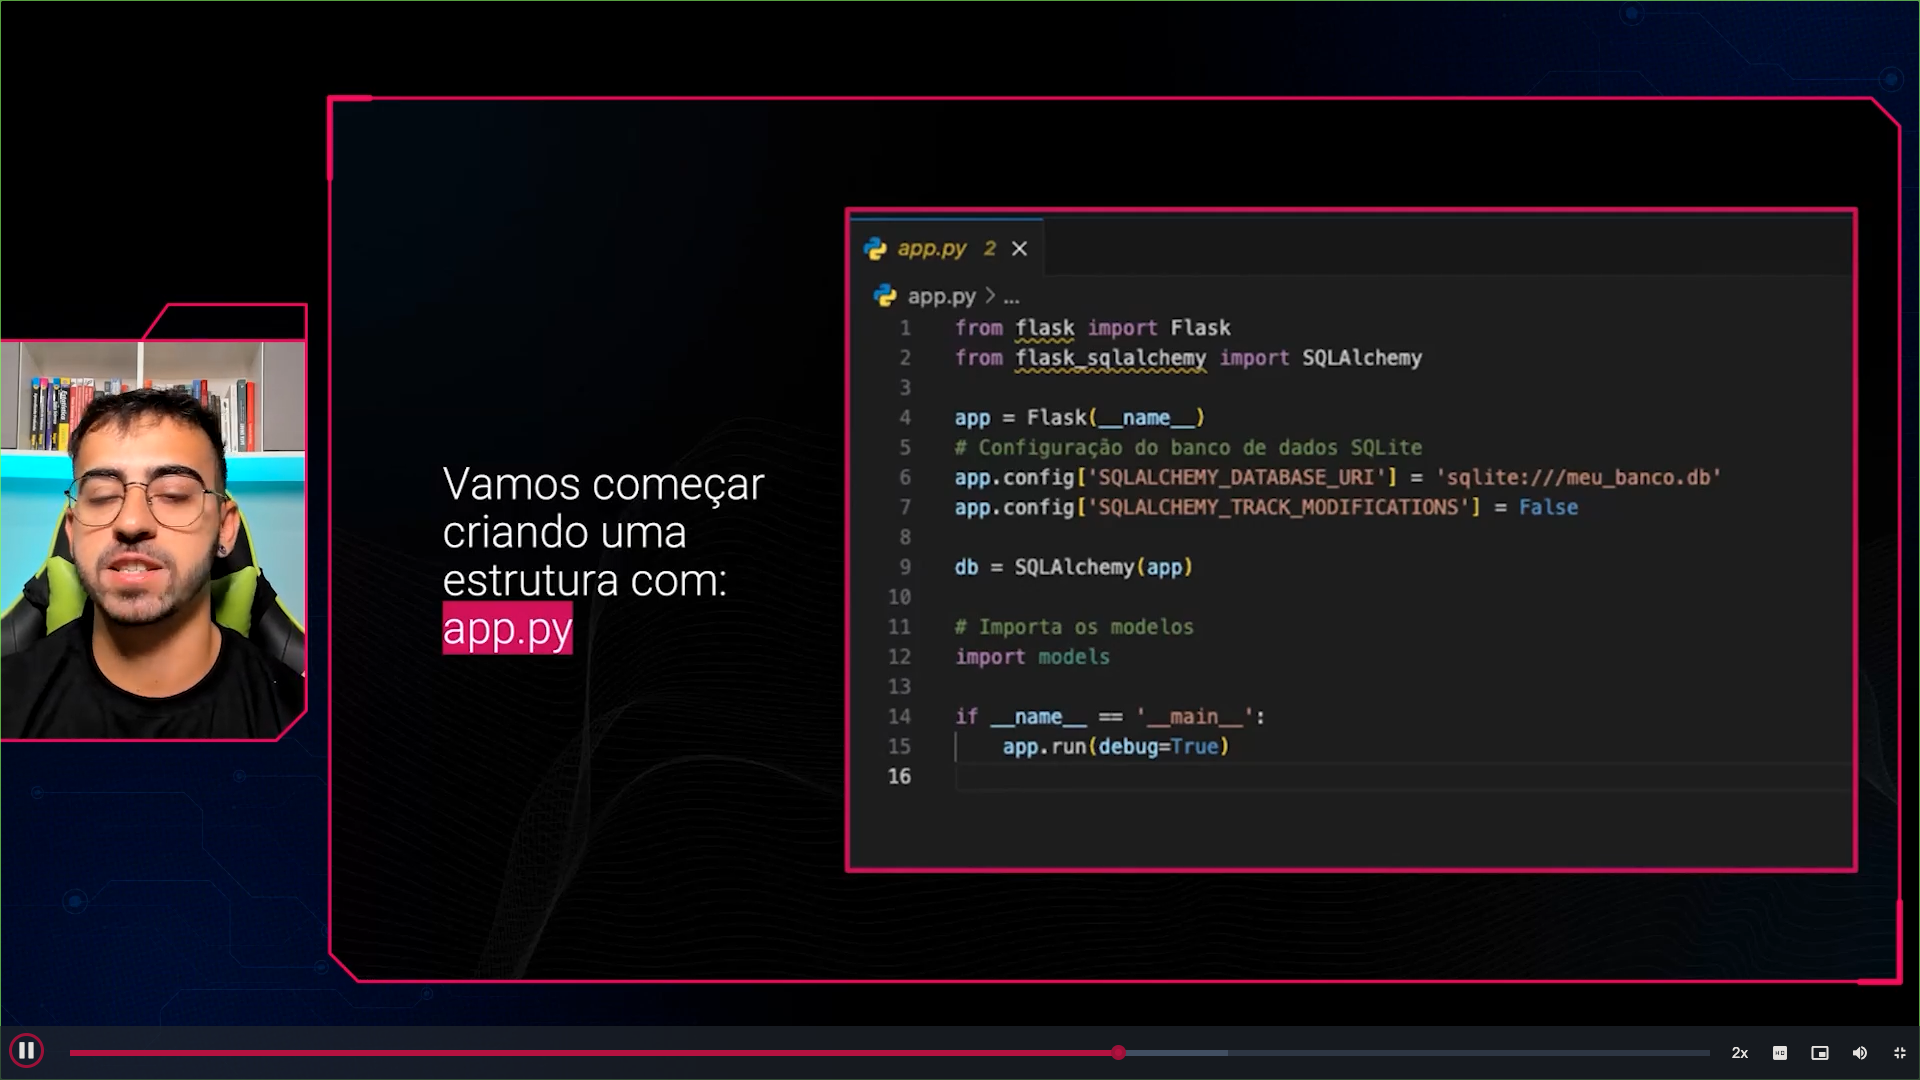 Vamos começar
criando uma
estrutura com:
app.py
app.py 2
app.py > ...
1 from flask import Flask
2 from flask_sqlalchemy import SQLAlchemy
3
4 app = Flask(__name__)
5 # Configuração do banco de dados SQLite
6 app.config['SQLALCHEMY_DATABASE_URI'] = 'sqlite:///meu_banco.db'
7 app.config['SQLALCHEMY_TRACK_MODIFICATIONS'] = False
8
9 db = SQLAlchemy(app)
10
11 # Importa os modelos
12 import models
13
14 if __name__ == '__main__':
15     app.run(debug=True)
16
2x